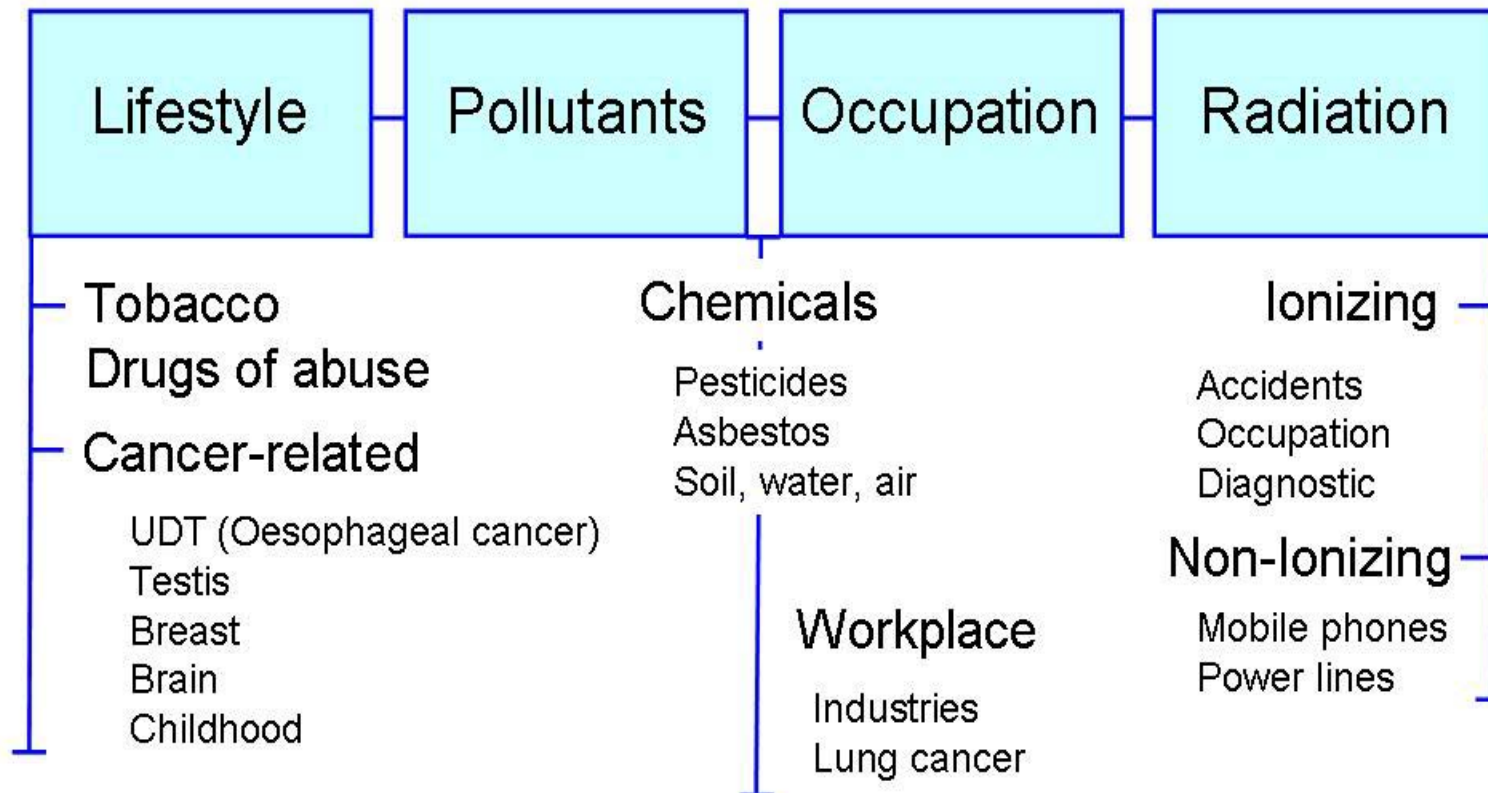 Lifestyle
Pollutants
Occupation
Radiation
Tobacco
Drugs of abuse
Cancer-related
UDT (Oesophageal cancer)
Testis
Breast
Brain
Childhood
Chemicals
Pesticides
Asbestos
Soil, water, air
Workplace
Industries
Lung cancer
Ionizing
Accidents
Occupation
Diagnostic
Non-Ionizing
Mobile phones
Power lines